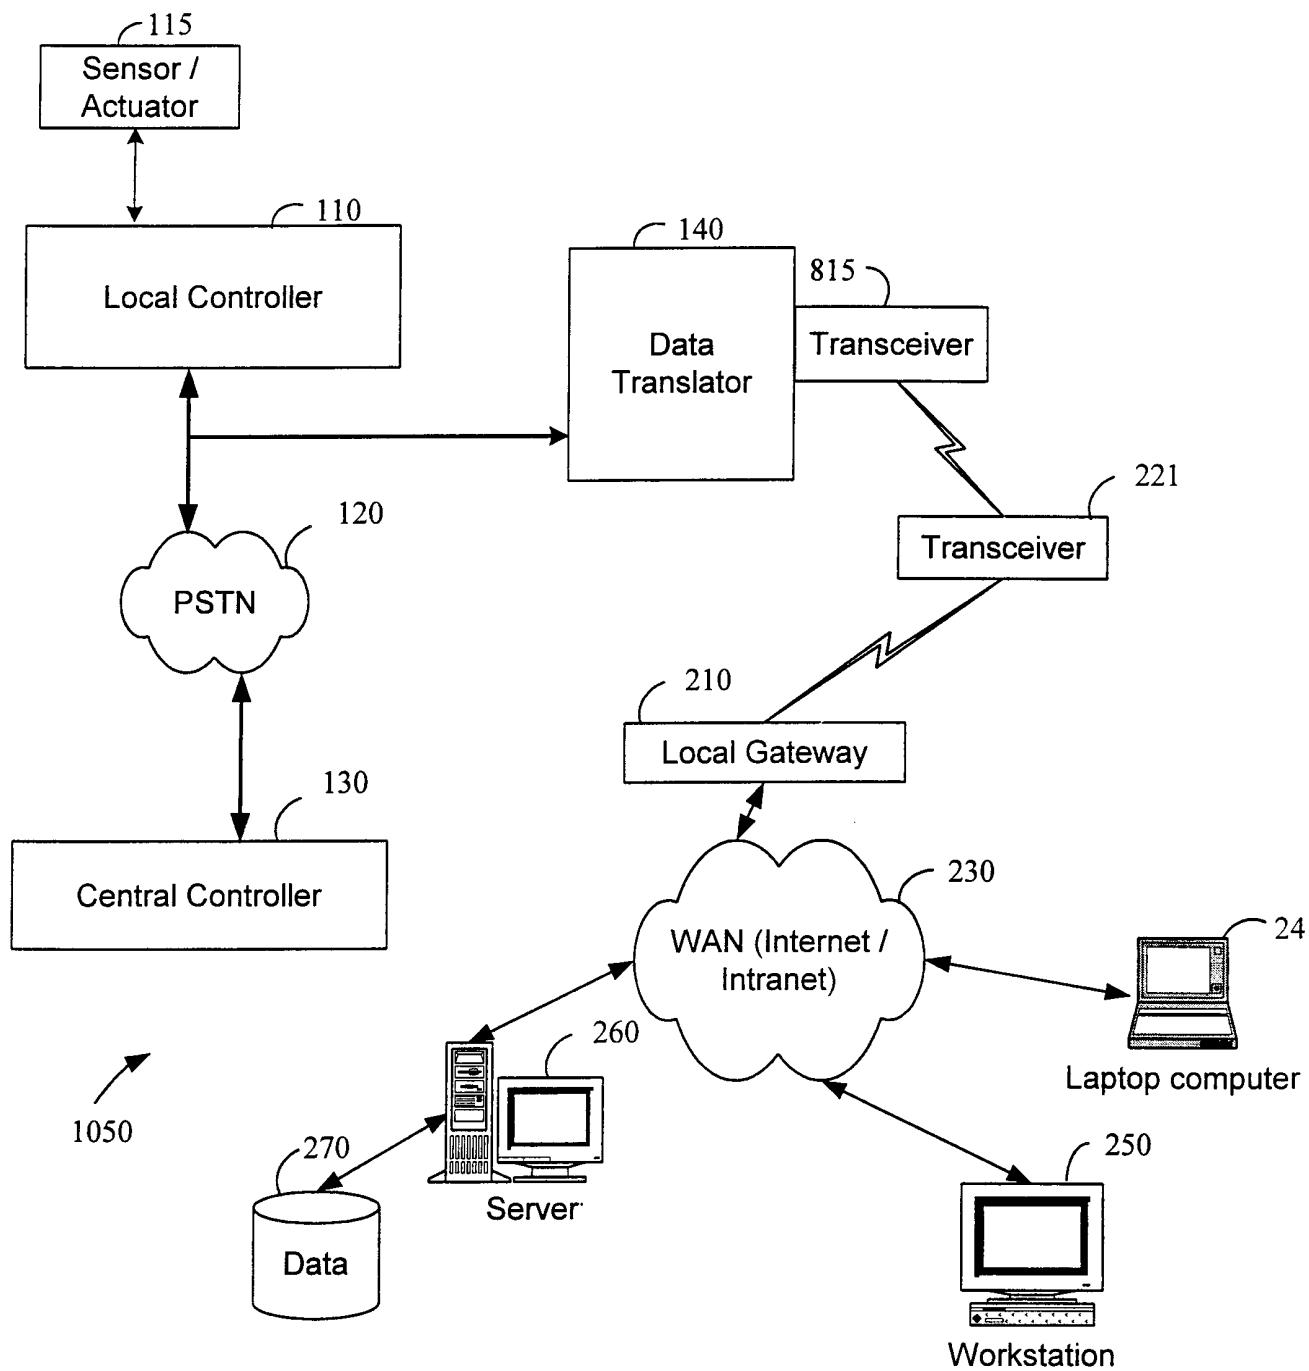 115
Sensor /
Actuator
110
Local Controller
140
Data
Translator
815
Transceiver
221
Transceiver
120
PSTN
210
Local Gateway
130
Central Controller
230
WAN (Internet /
Intranet)
24
Laptop computer
260
Server
1050
270
Data
250
Workstation